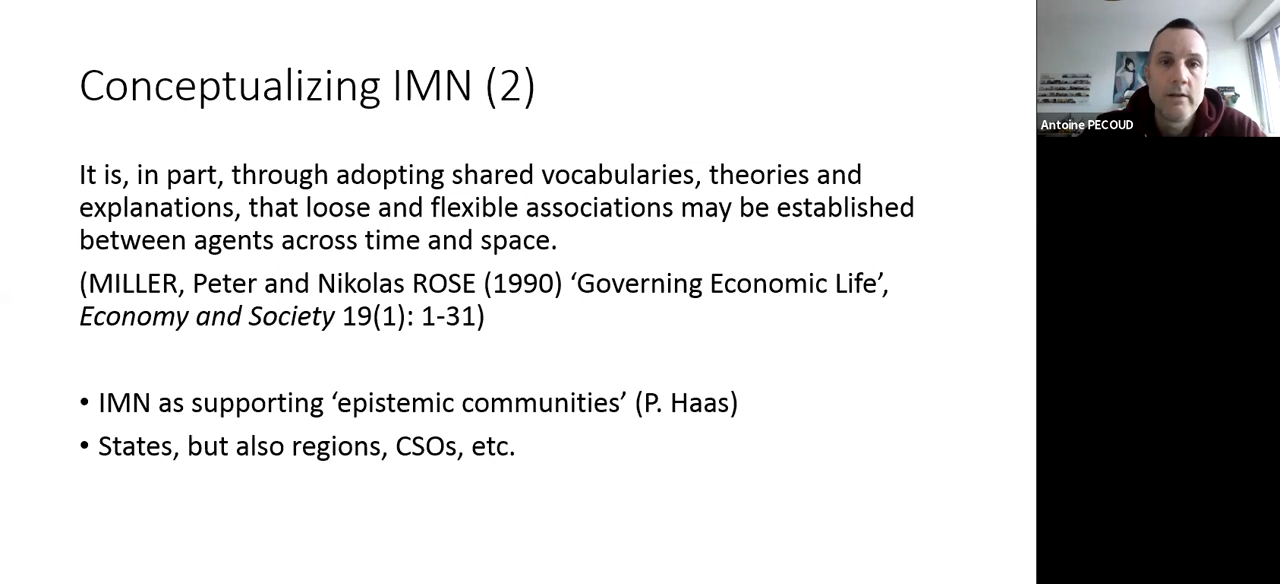 Conceptualizing IMN (2)
It is, in part, through adopting shared vocabularies, theories and
explanations, that loose and flexible associations may be established
between agents across time and space.
(MILLER, Peter and Nikolas ROSE (1990) ‘Governing Economic Life’,
Economy and Society 19(1): 1-31)
• IMN as supporting ‘epistemic communities’ (P. Haas)
• States, but also regions, CSOs, etc.
Antoine PECOUD